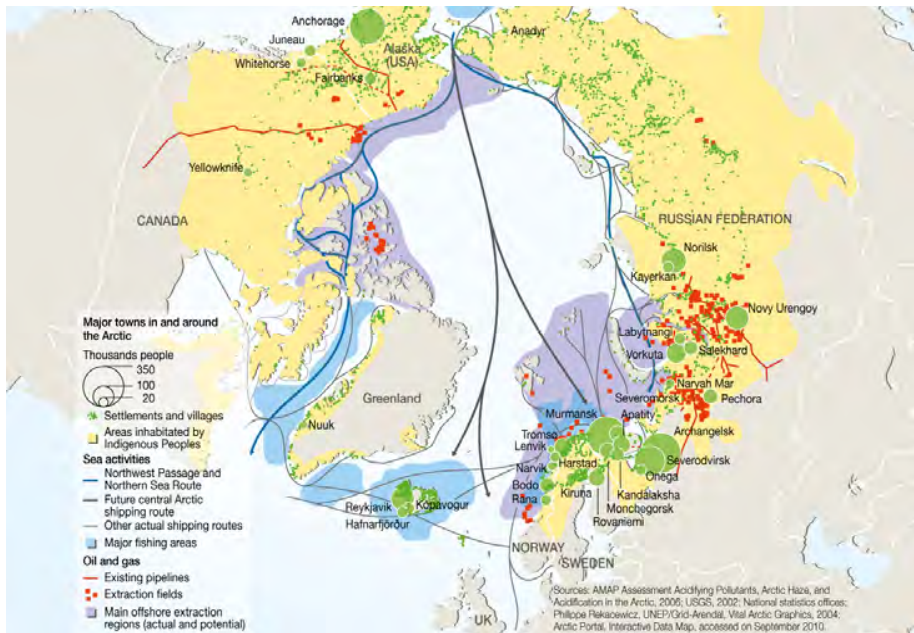 Anchorage
Anadyr
Juneau
Alaska
(USA)
Whitehorse
Fairbanks
Yellowknife
CANADA
RUSSIAN FEDERATION
Norilsk
Kayerkan
Novy Urengoy
Labytnangi
Salekhard
Vorkuta
Naryah Mar
Severomorsk
Pechora
Murmansk
Apatity
Archangelsk
Tromsø
Lenvik
Severodvirsk
Narvik
Harstad
Onega
Bodo
Kandalaksha
Rana
Kiruna
Monchegorsk
Rovaniemi
Greenland
Nuuk
Reykjavik
Kópavogur
Hafnarfjörður
NORWAY
SWEDEN
UK
Major towns in and around
the Arctic
Thousands people
350
100
20
Settlements and villages
Areas inhabitated by
Indigenous Peoples
Sea activities
Northwest Passage and
Northern Sea Route
Future central Arctic
shipping route
Other actual shipping routes
Major fishing areas
Oil and gas
Existing pipelines
Extraction fields
Main offshore extraction
regions (actual and potential)
Sources: AMAP Assessment Acidifying Pollutants, Arctic Haze, and
Acidification in the Arctic, 2006; USGS, 2002; National statistics offices;
Philippe Rekacewicz, UNEP/Grid-Arendal, Vital Arctic Graphics, 2004;
Arctic Portal, Interactive Data Map, accessed on September 2010.